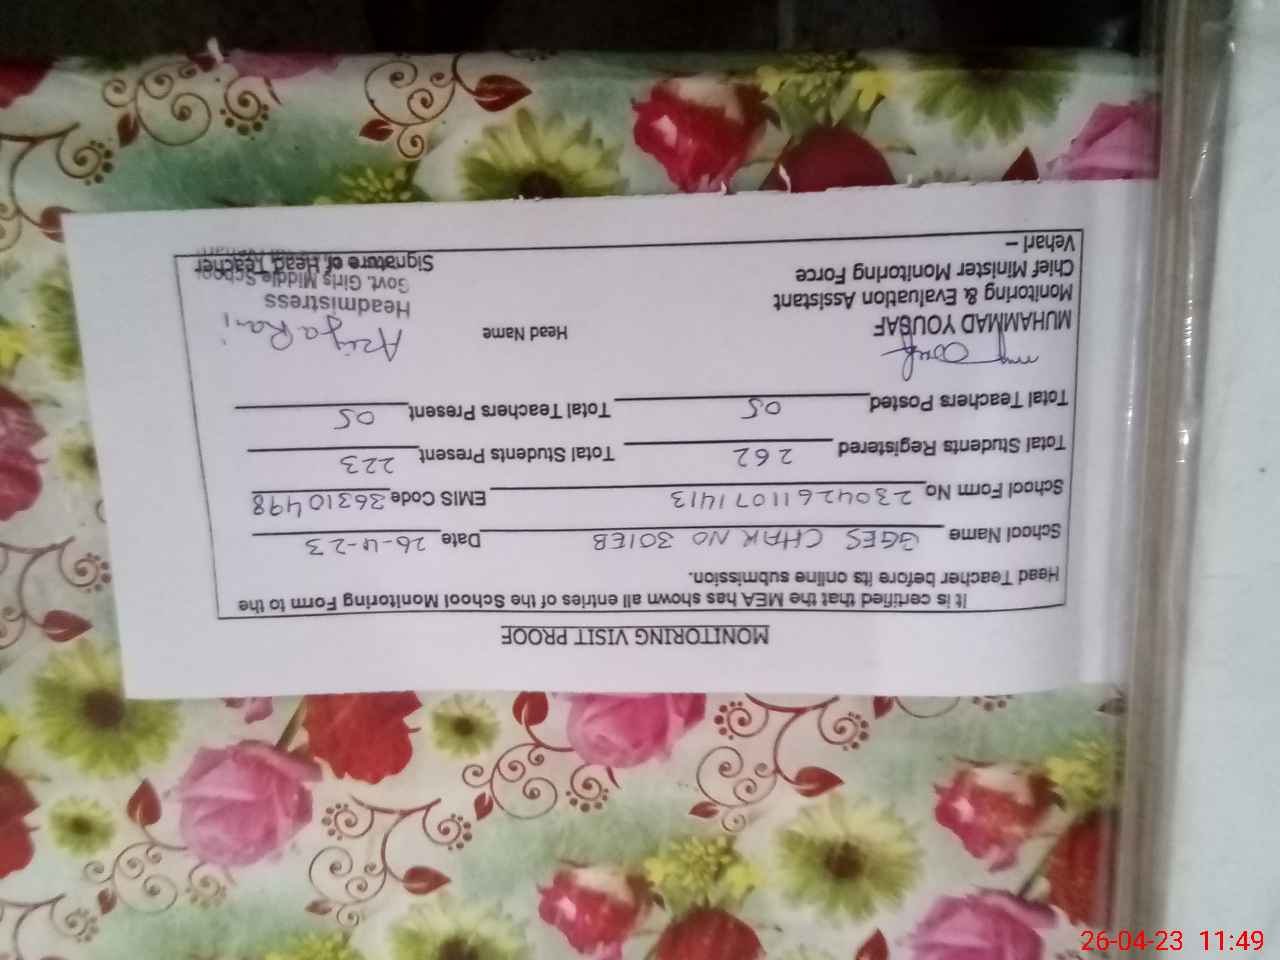 MONITORING VISIT PROOF
It is certified that the MEA has shown all entries of the School Monitoring Form to the
Head Teacher before its online submission.
School Name GGES CHAK NO 301EB Date 26-4-23
School Form No 23042611071413 EMIS Code 36310498
Total Students Registered 262 Total Students Present 223
Total Teachers Posted 05 Total Teachers Present 05
MUHAMMAD YOUSAF Head Name Aziya Rani
Monitoring & Evaluation Assistant Headmistress
Chief Minister Monitoring Force Govt. Girls Middle School
Vehari – Signature of Head Teacher
26-04-23 11:49